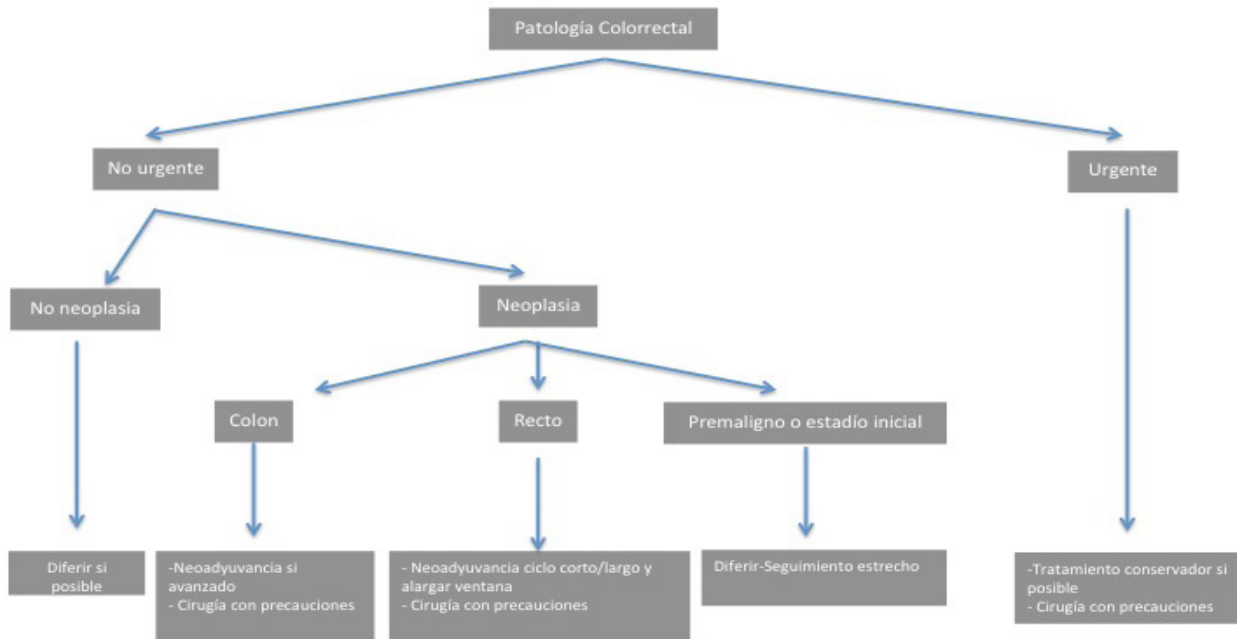 Patología Colorrectal
No urgente
Urgente
No neoplasia
Neoplasia
Colon
Recto
Premaligno o estadío inicial
Diferir si
posible
-Neoadyuvancia si
avanzado
- Cirugía con precauciones
- Neoadyuvancia ciclo corto/largo y
alargar ventana
- Cirugía con precauciones
Diferir-Seguimiento estrecho
-Tratamiento conservador si
posible
- Cirugía con precauciones